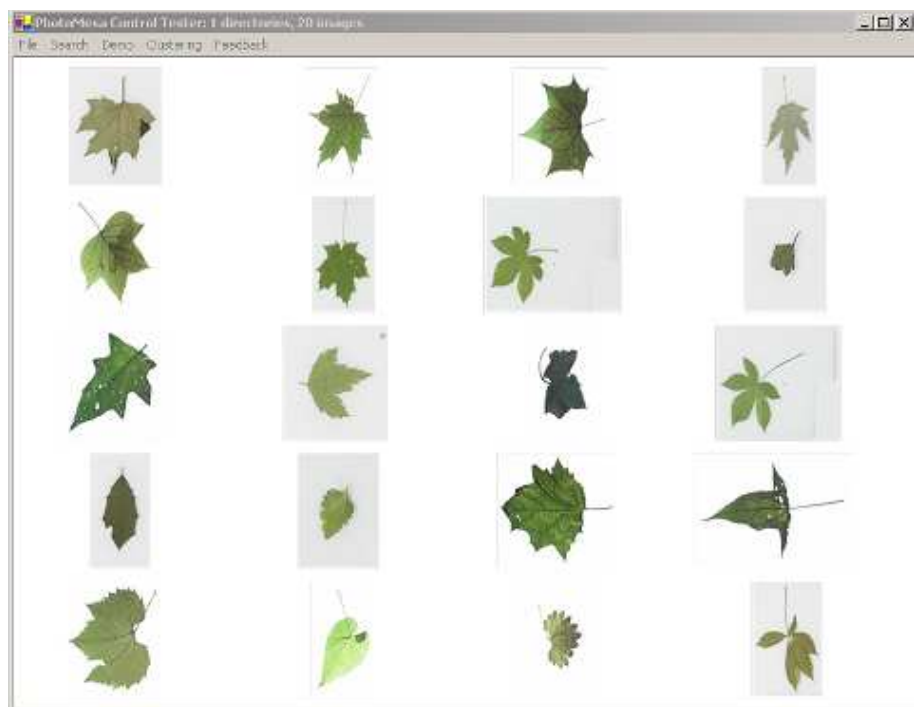 PhotoMesa Control Tester: 1 directories, 20 images
File Search Demo Clustering Feedback